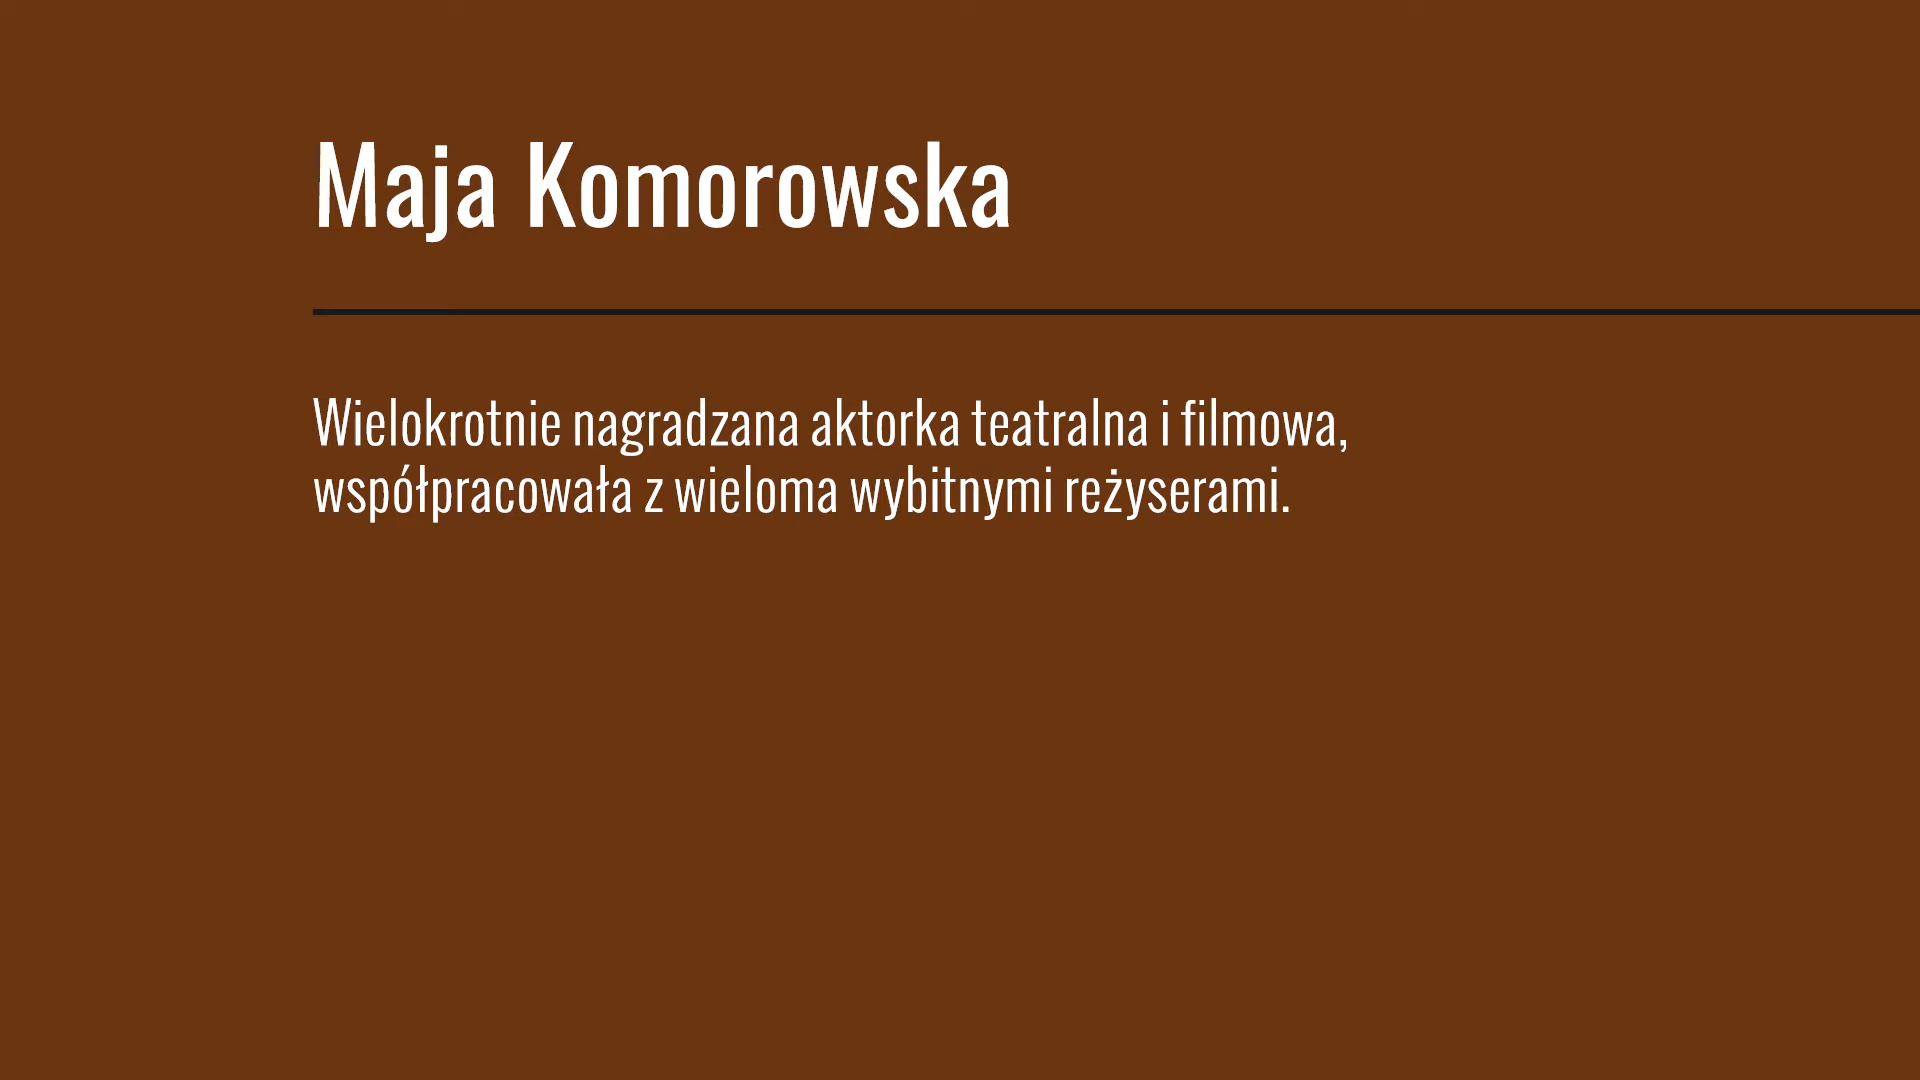 Maja Komorowska
Wielokrotnie nagradzana aktorka teatralna i filmowa,
współpracowała z wieloma wybitnymi reżyserami.